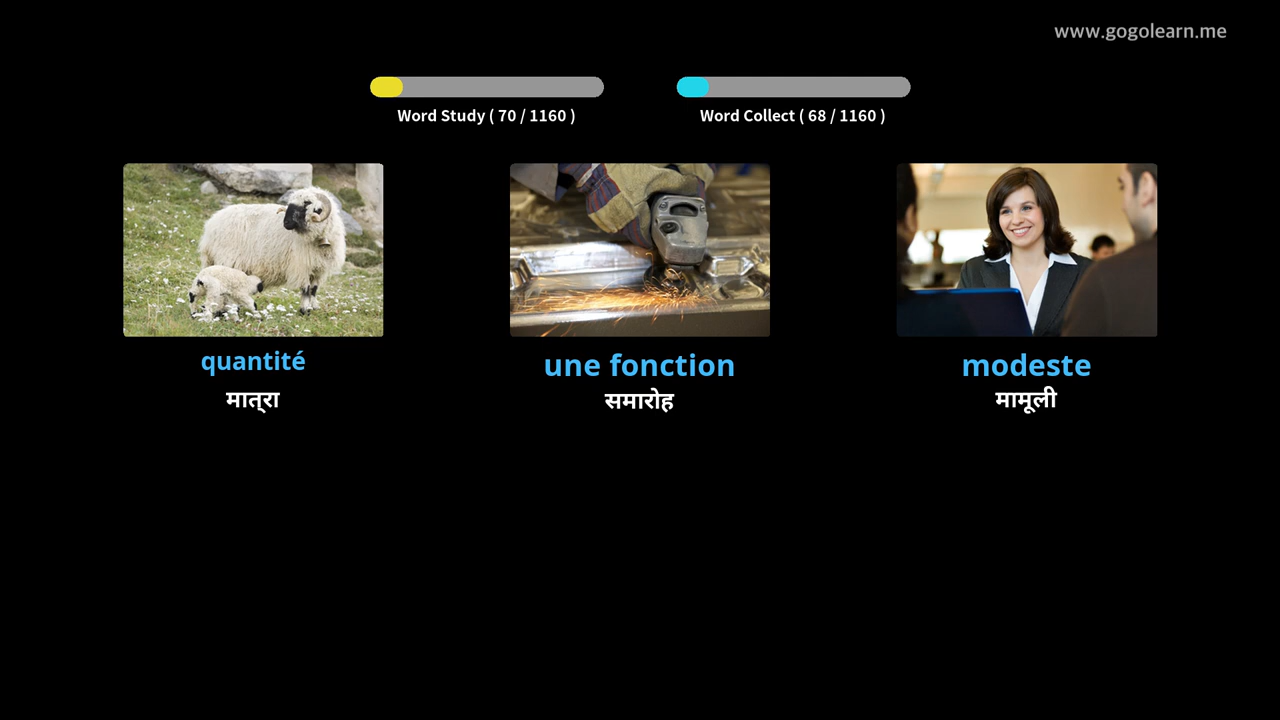 www.gogolearn.me
Word Study ( 70 / 1160 )
Word Collect ( 68 / 1160 )
quantité
मात्रा
une fonction
समारोह
modeste
मामूली